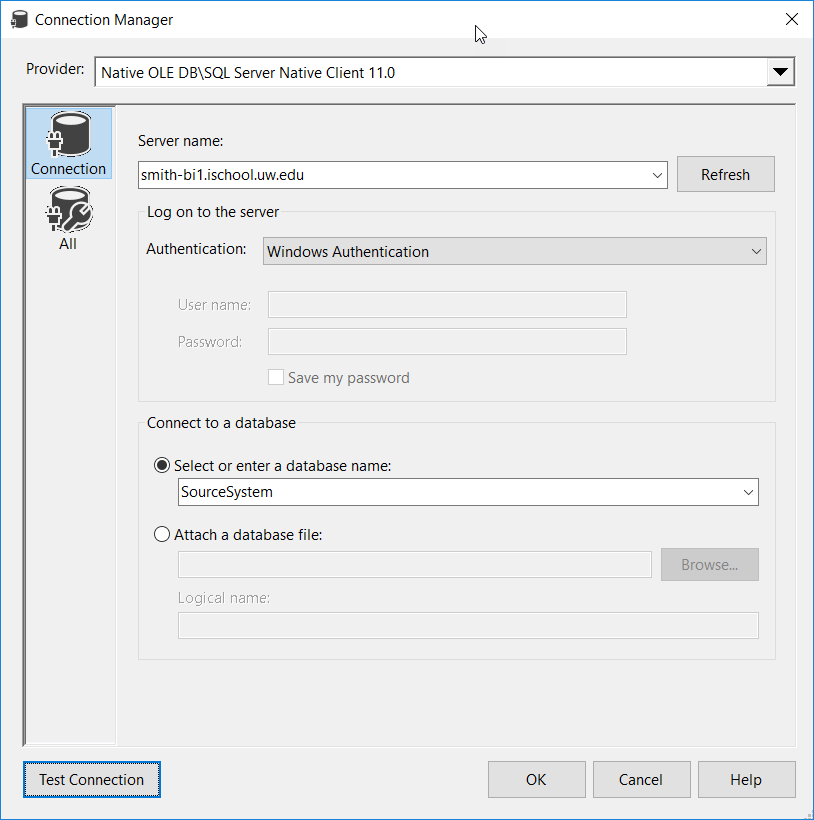 Connection Manager
Provider: Native OLE DB\SQL Server Native Client 11.0
Connection
All
Server name:
smith-bi1.ischool.uw.edu Refresh
Log on to the server
Authentication: Windows Authentication
User name:
Password:
Save my password
Connect to a database
Select or enter a database name:
SourceSystem
Attach a database file:
Browse...
Logical name:
Test Connection OK Cancel Help